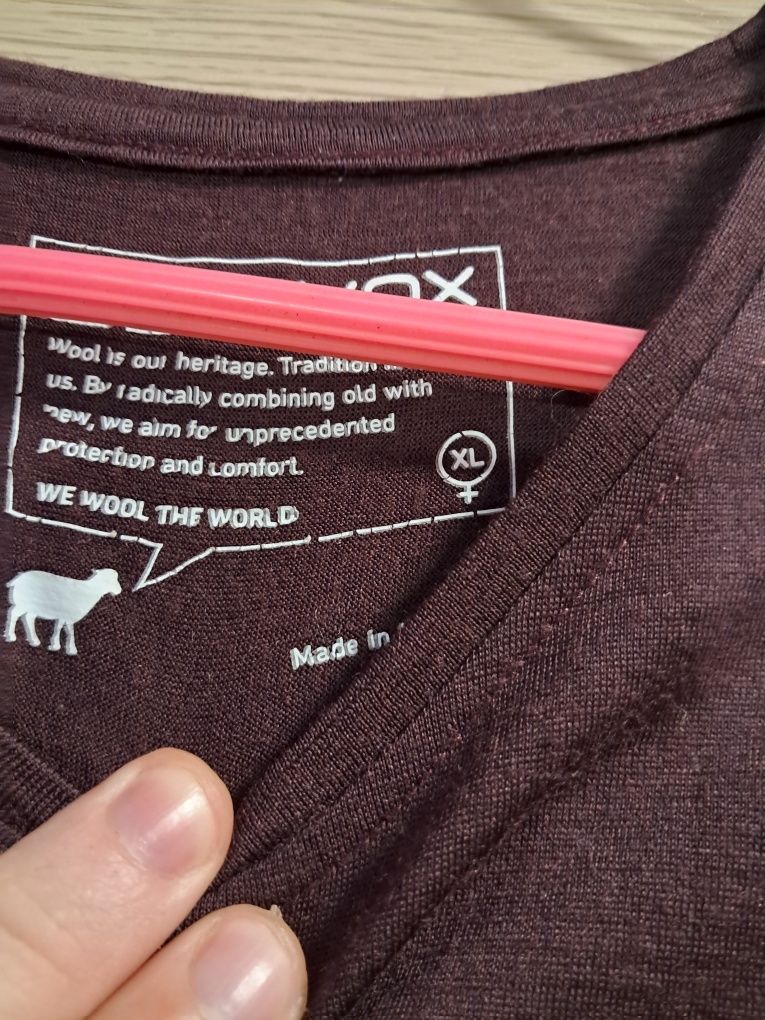 Wool is our heritage. Tradition
us. By radically combining old with
new, we aim for unprecedented
protection and comfort.
XL
WE WOOL THE WORLD
Made in